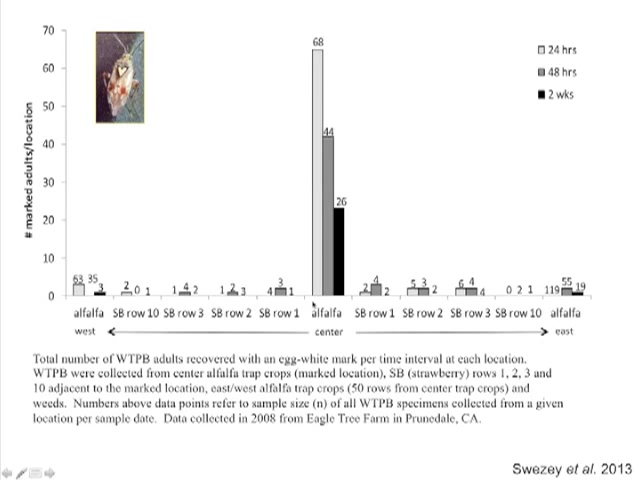 70
60
50
40
30
20
10
0
# marked adults/location
24 hrs
48 hrs
2 wks
63 35 3
2 0 1
1 4 2
1 2 3
4 3 1
68 44 26
2 4 2
5 3 2
6 4 4
0 2 1
119 55 19
alfalfa SB row 10 SB row 3 SB row 2 SB row 1 alfalfa SB row 1 SB row 2 SB row 3 SB row 10 alfalfa
west center east
Total number of WTPB adults recovered with an egg-white mark per time interval at each location.
WTPB were collected from center alfalfa trap crops (marked location), SB (strawberry) rows 1, 2, 3 and
10 adjacent to the marked location, east/west alfalfa trap crops (50 rows from center trap crops) and
weeds. Numbers above data points refer to sample size (n) of all WTPB specimens collected from a given
location per sample date. Data collected in 2008 from Eagle Tree Farm in Prunedale, CA.
Swezey et al. 2013